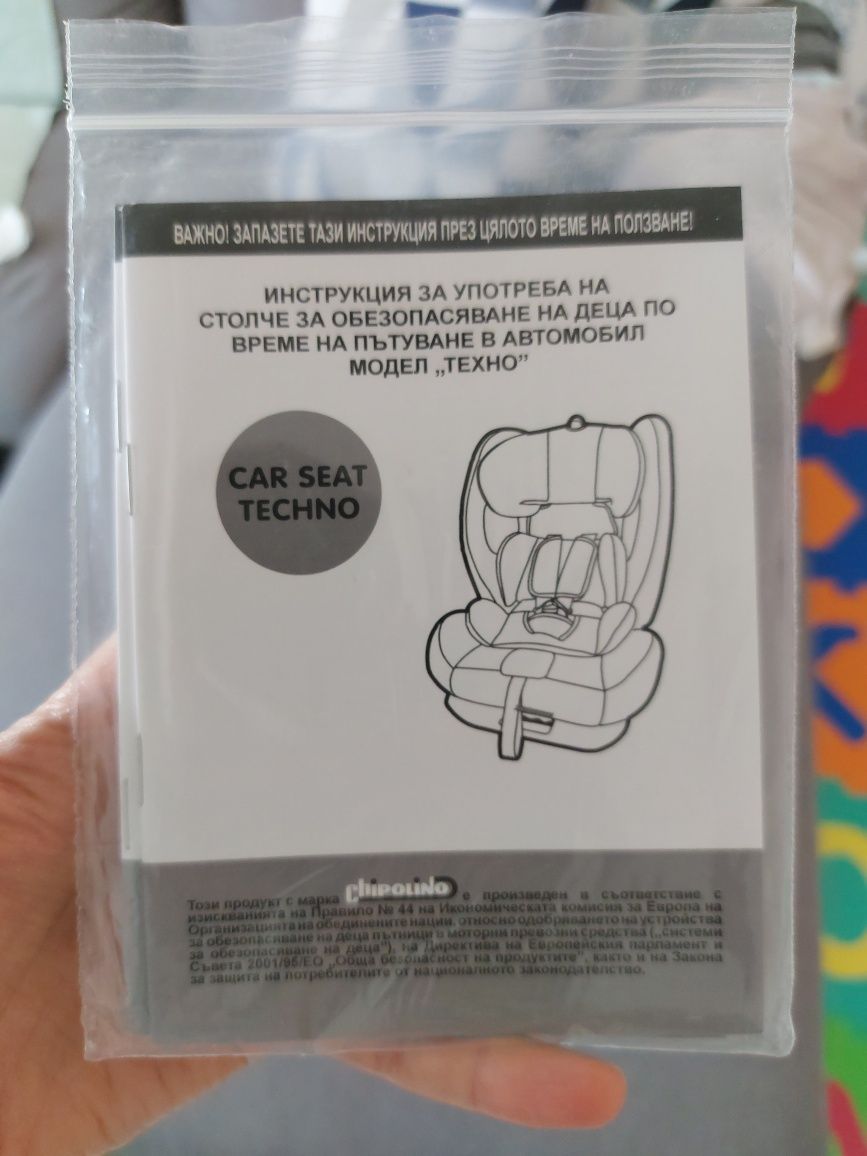 ВАЖНО! ЗАПАЗЕТЕ ТАЗИ ИНСТРУКЦИЯ ПРЕЗ ЦЯЛОТО ВРЕМЕ НА ПОЛЗВАНЕ!
ИНСТРУКЦИЯ ЗА УПОТРЕБА НА
СТОЛЧЕ ЗА ОБЕЗОПАСЯВАНЕ НА ДЕЦА ПО
ВРЕМЕ НА ПЪТУВАНЕ В АВТОМОБИЛ
МОДЕЛ „ТЕХНО”
CAR SEAT
TECHNO
Този продукт с марка chipolino е произведен в съответствие с
изискванията на Правило № 44 на Икономическата комисия за Европа на
Организацията на обединените нации, относно одобряването на устройства
за обезопасяване на деца пътници в моторни превозни средства („системи
за обезопасяване на деца”), на Директива на Европейския парламент и
Съвета 2001/95/ЕО „Обща безопасност на продуктите”, както и на Закона
за защита на потребителите от националното законодателство.